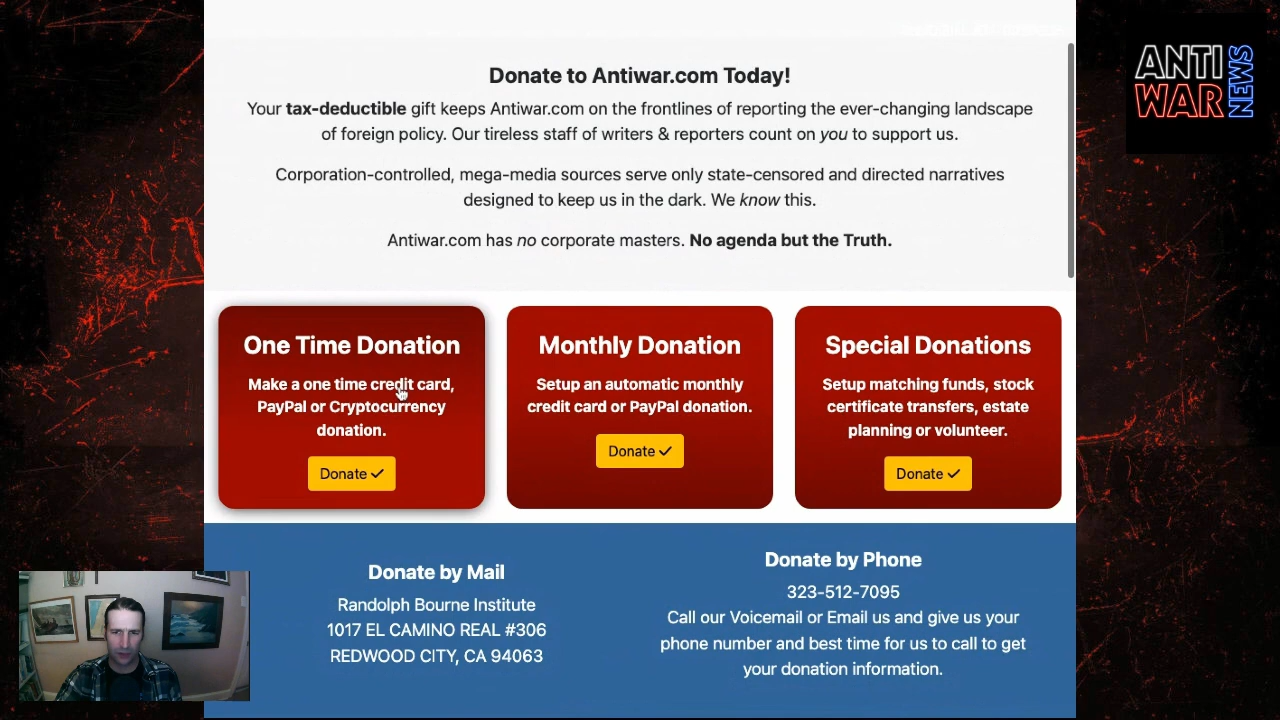 ANTI
WAR
NEWS
Donate to Antiwar.com Today!
Your tax-deductible gift keeps Antiwar.com on the frontlines of reporting the ever-changing landscape
of foreign policy. Our tireless staff of writers & reporters count on you to support us.
Corporation-controlled, mega-media sources serve only state-censored and directed narratives
designed to keep us in the dark. We know this.
Antiwar.com has no corporate masters. No agenda but the Truth.
One Time Donation
Make a one time credit card,
PayPal or Cryptocurrency
donation.
Donate ✓
Monthly Donation
Setup an automatic monthly
credit card or PayPal donation.
Donate ✓
Special Donations
Setup matching funds, stock
certificate transfers, estate
planning or volunteer.
Donate ✓
Donate by Mail
Randolph Bourne Institute
1017 EL CAMINO REAL #306
REDWOOD CITY, CA 94063
Donate by Phone
323-512-7095
Call our Voicemail or Email us and give us your
phone number and best time for us to call to get
your donation information.